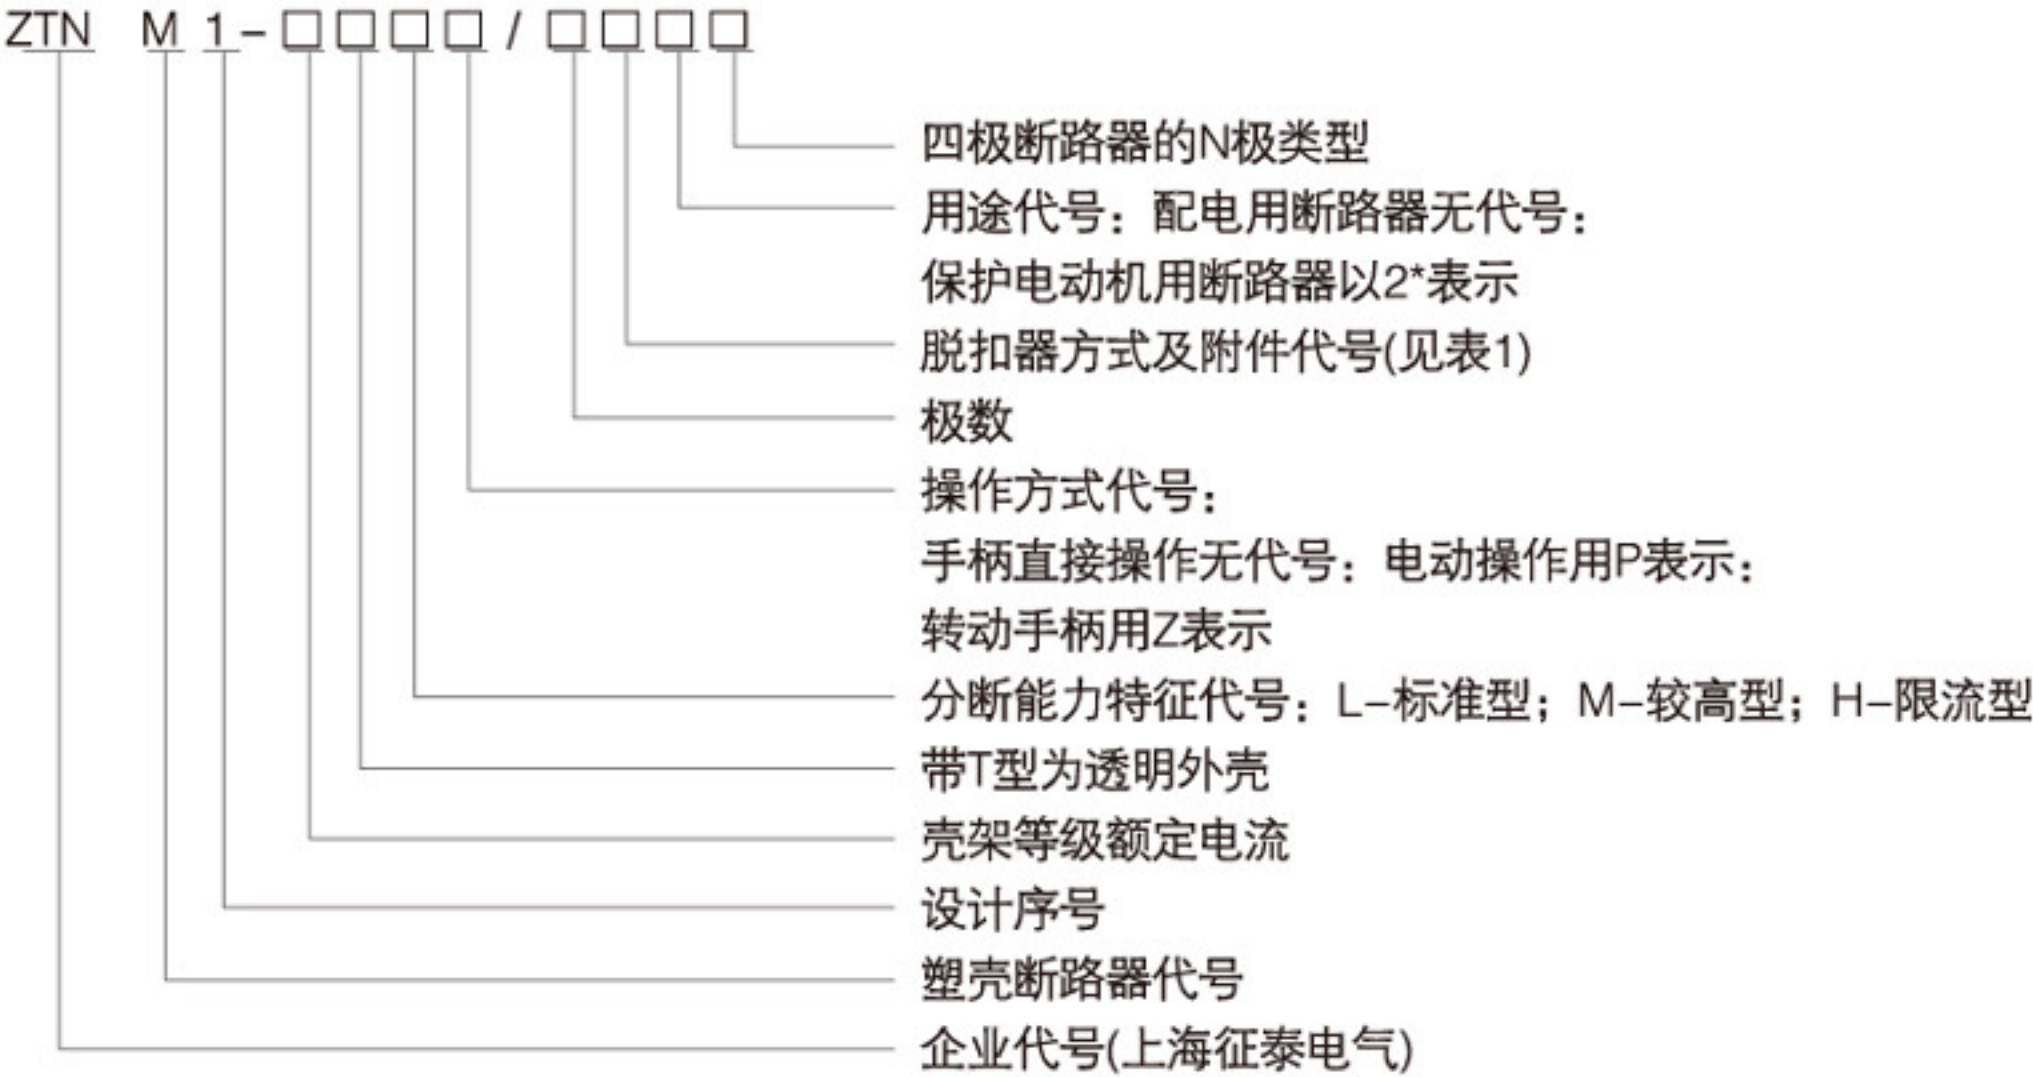 ZTN M 1-□□□□/□□□□
四极断路器的N极类型
用途代号：配电用断路器无代号：
保护电动机用断路器以2*表示
脱扣器方式及附件代号(见表1)
极数
操作方式代号：
手柄直接操作无代号：电动操作用P表示：
转动手柄用Z表示
分断能力特征代号：L-标准型；M-较高型；H-限流型
带T型为透明外壳
壳架等级额定电流
设计序号
塑壳断路器代号
企业代号(上海征泰电气)